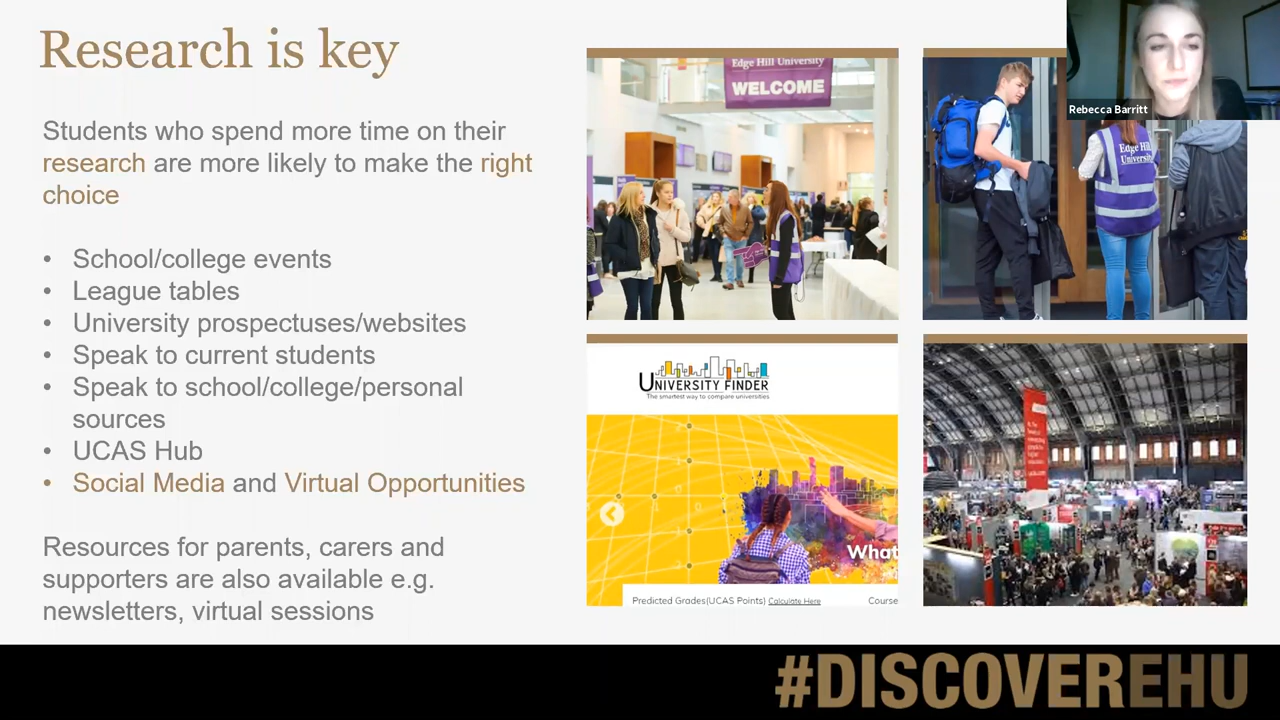 Research is key
Students who spend more time on their
research are more likely to make the right
choice
• School/college events
• League tables
• University prospectuses/websites
• Speak to current students
• Speak to school/college/personal
sources
• UCAS Hub
• Social Media and Virtual Opportunities
Resources for parents, carers and
supporters are also available e.g.
newsletters, virtual sessions
Edge Hill University
WELCOME
Edge Hill
University
Rebecca Barritt
UNIVERSITY FINDER
The smartest way to compare universities
What
Predicted Grades(UCAS Points) Calculate Here
Course
#DISCOVEREHU